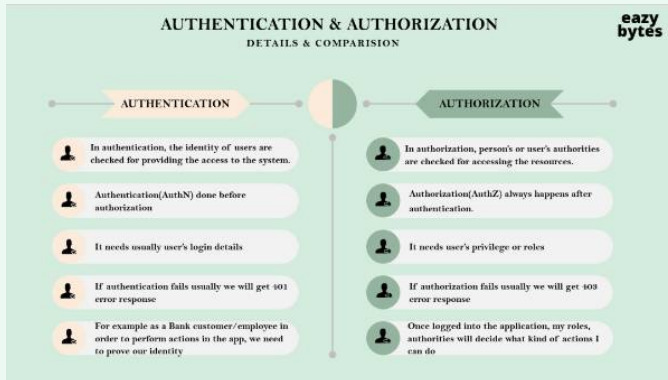 AUTHENTICATION & AUTHORIZATION
DETAILS & COMPARISION
eazy
bytes
AUTHENTICATION
In authentication, the identity of users are
checked for providing the access to the system.
Authentication(AuthN) done before
authorization
It needs usually user's login details
If authentication fails usually we will get 401
error response
For example as a Bank customer/employee in
order to perform actions in the app, we need
to prove our identity
AUTHORIZATION
In authorization, person's or user's authorities
are checked for accessing the resources.
Authorization(AuthZ) always happens after
authentication.
It needs user's privilege or roles
If authorization fails usually we will get 403
error response
Once logged into the application, my roles,
authorities will decide what kind of actions I
can do